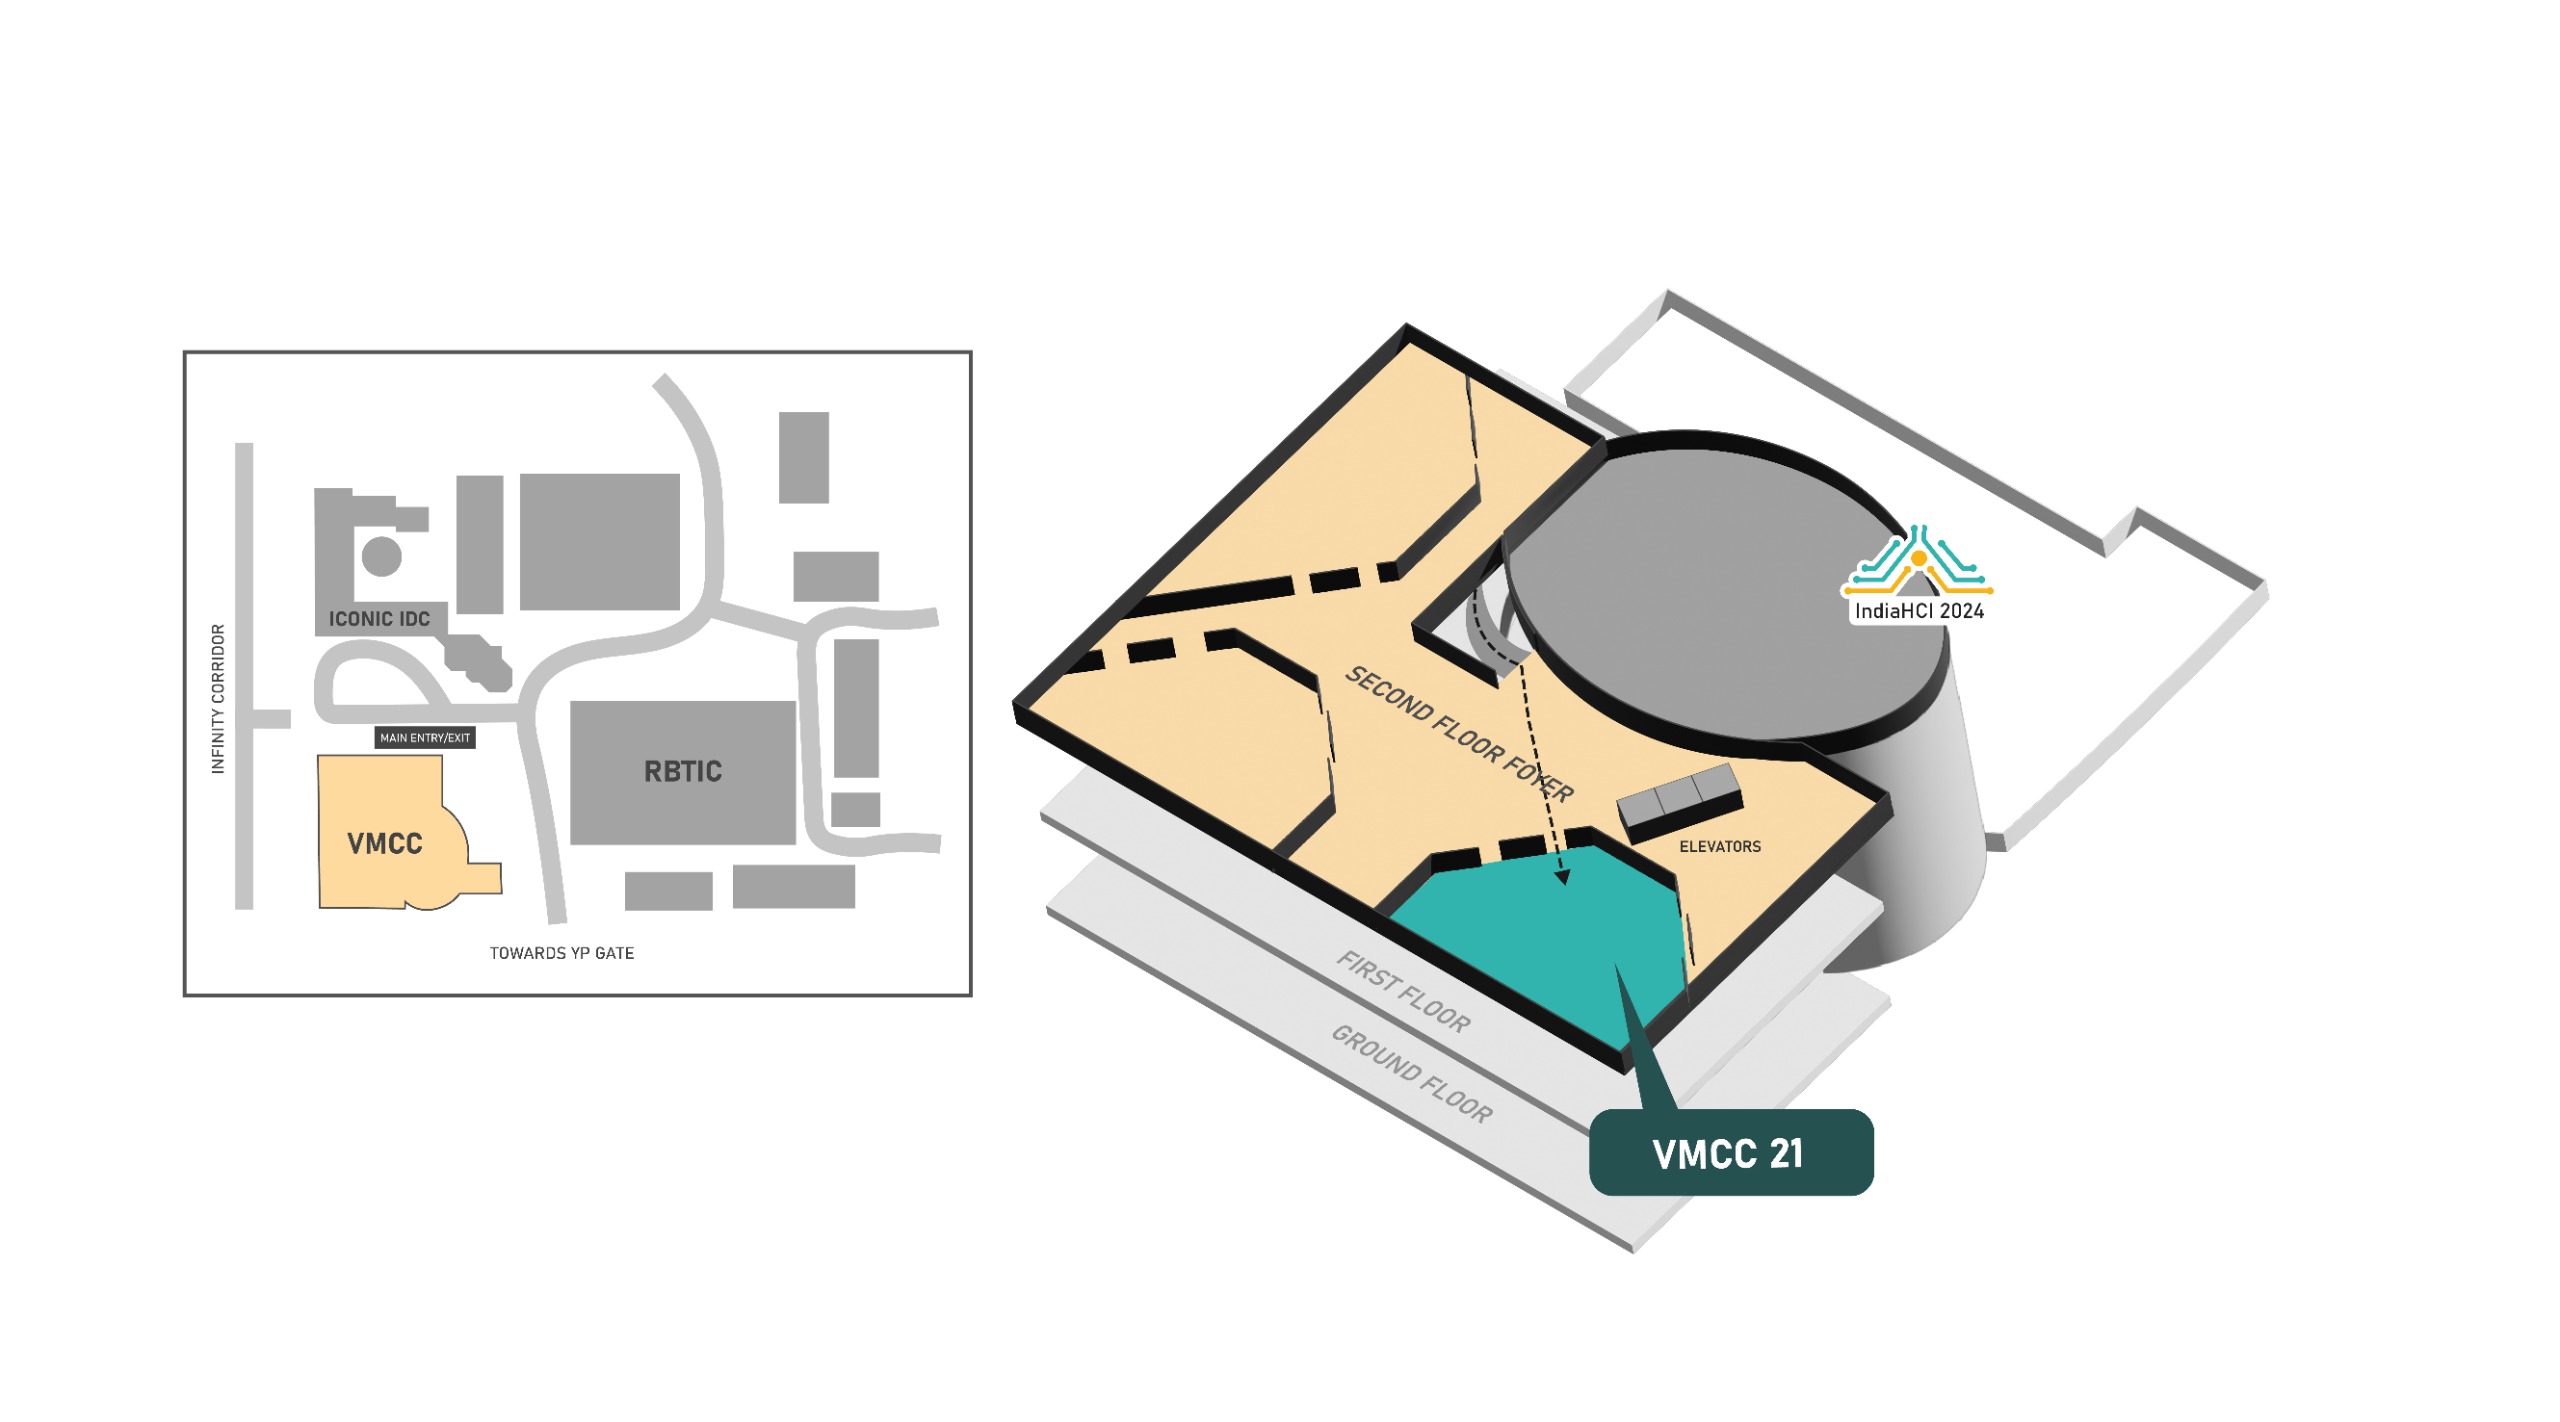 ICONIC IDC
INFINITY CORRIDOR
MAIN ENTRY/EXIT
RBTIC
VMCC
TOWARDS YP GATE
IndiaHCI 2024
SECOND FLOOR FOYER
ELEVATORS
FIRST FLOOR
GROUND FLOOR
VMCC 21